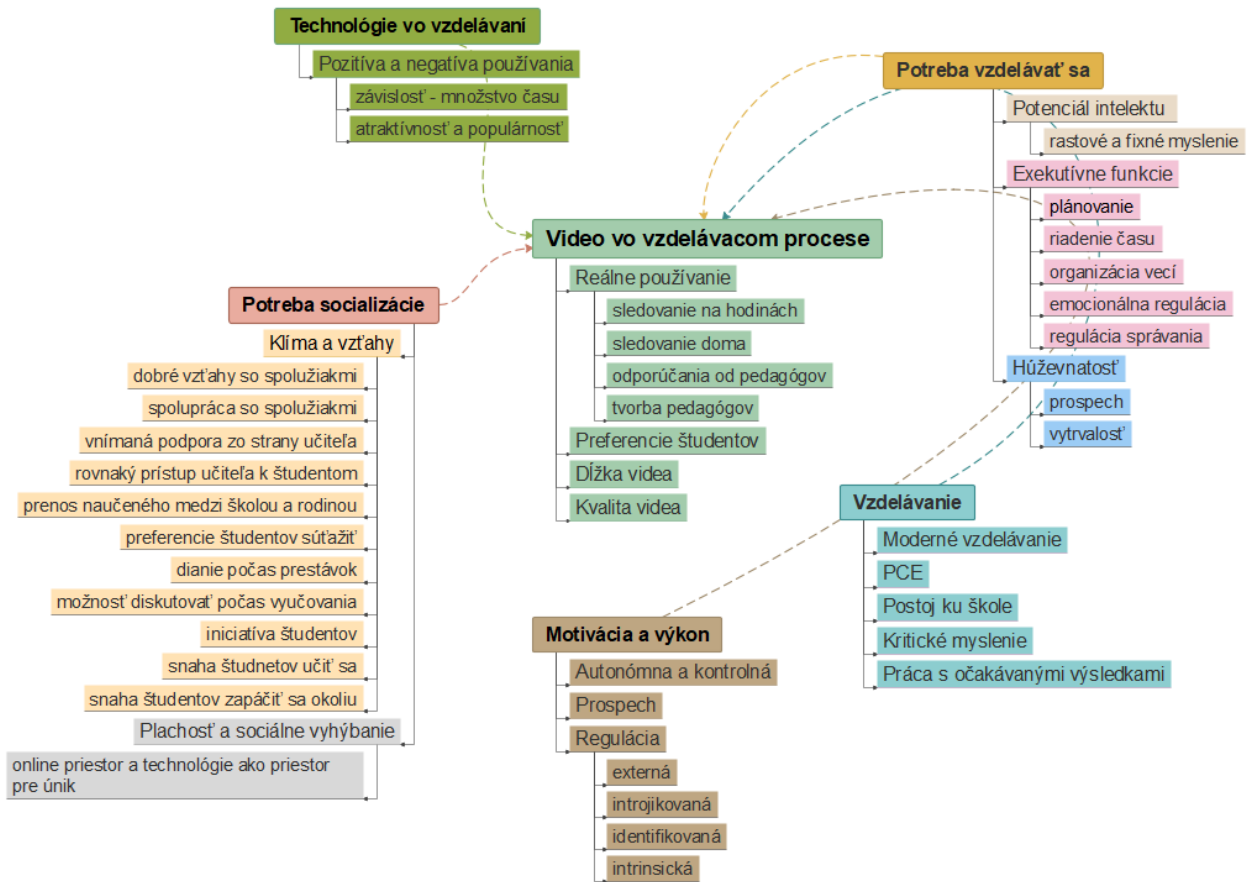 Technológie vo vzdelávaní
Pozitíva a negatíva používania
závislosť - množstvo času
atraktívnosť a populárnosť
Potreba vzdelávať sa
Potenciál intelektu
rastové a fixné myslenie
Exekutívne funkcie
plánovanie
riadenie času
organizácia vecí
emocionálna regulácia
regulácia správania
Húževnatosť
prospech
vytrvalosť
Video vo vzdelávacom procese
Reálne používanie
sledovanie na hodinách
sledovanie doma
odporúčania od pedagógov
tvorba pedagógov
Preferencie študentov
Dĺžka videa
Kvalita videa
Potreba socializácie
Klíma a vzťahy
dobré vzťahy so spolužiakmi
spolupráca so spolužiakmi
vnímaná podpora zo strany učiteľa
rovnaký prístup učiteľa k študentom
prenos naučeného medzi školou a rodinou
preferencie študentov súťažiť
dianie počas prestávok
možnosť diskutovať počas vyučovania
iniciatíva študentov
snaha študnetov učiť sa
snaha študentov zapáčiť sa okoliu
Plachosť a sociálne vyhýbanie
online priestor a technológie ako priestor
pre únik
Vzdelávanie
Moderné vzdelávanie
PCE
Postoj ku škole
Kritické myslenie
Práca s očakávanými výsledkami
Motivácia a výkon
Autonómna a kontrolná
Prospech
Regulácia
externá
introjikovaná
identifikovaná
intrinsická